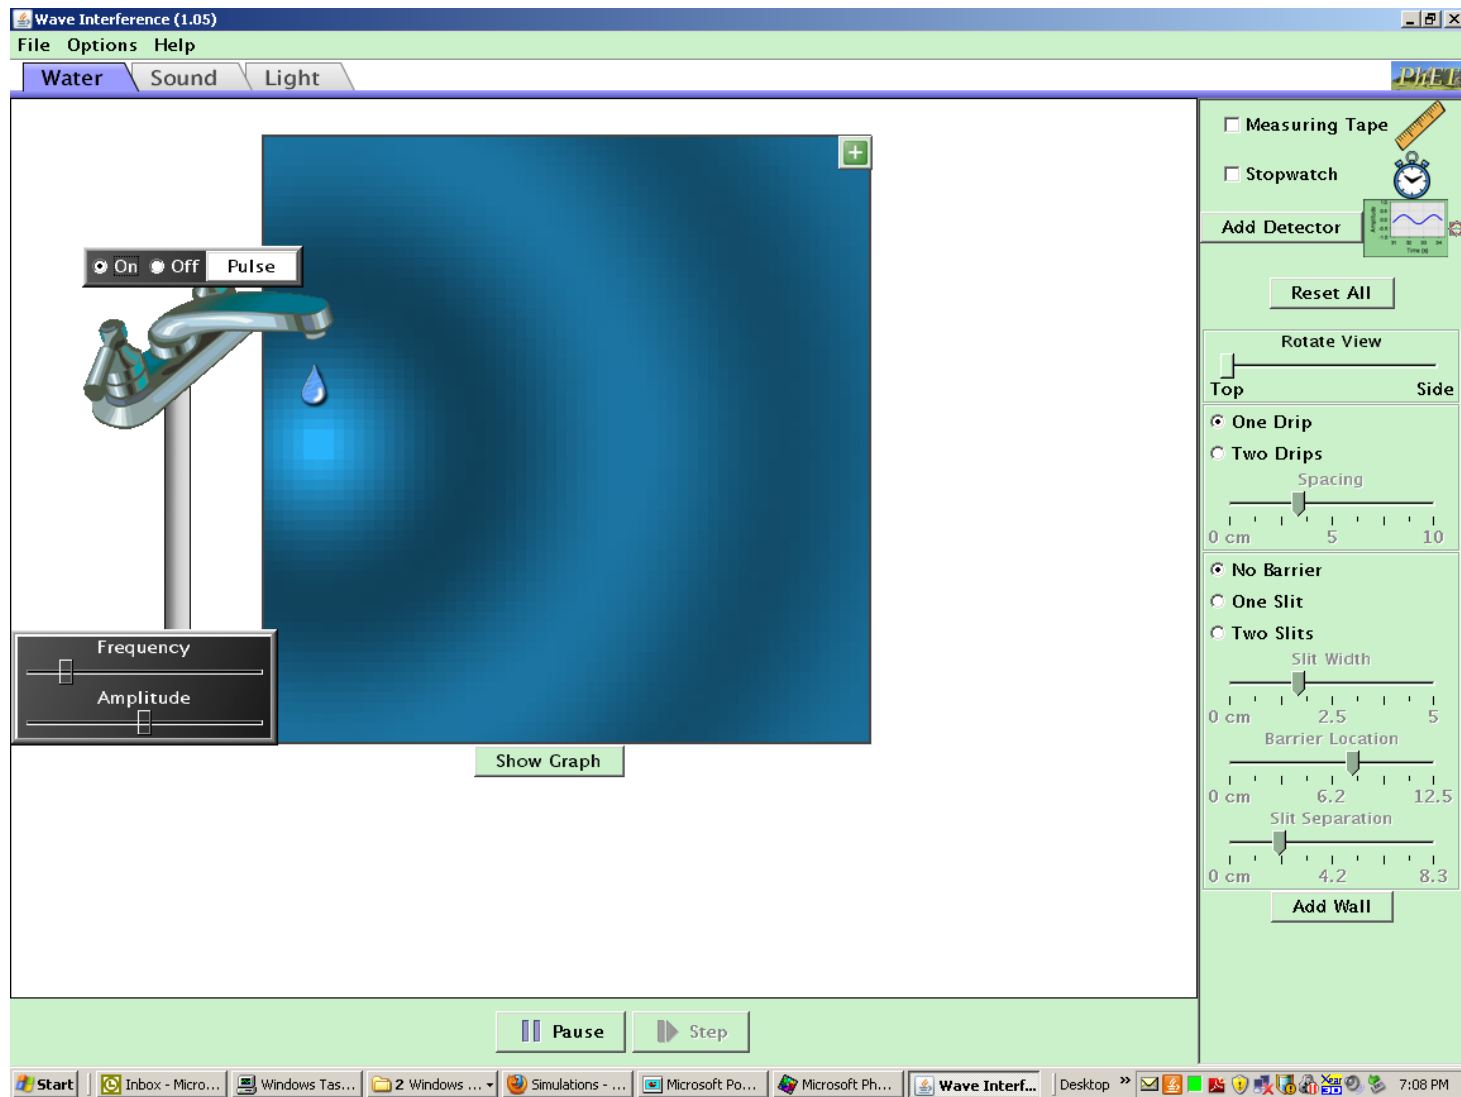 Wave Interference (1.05)
File Options Help
Water Sound Light
PhET
Measuring Tape
Stopwatch
Add Detector
Reset All
Rotate View
Top Side
On Off Pulse
One Drip
Two Drips
Spacing
0 cm 5 10
No Barrier
One Slit
Two Slits
Slit Width
0 cm 2.5 5
Barrier Location
0 cm 6.2 12.5
Slit Separation
0 cm 4.2 8.3
Add Wall
Frequency
Amplitude
Show Graph
Pause Step
Start Inbox - Micro... Windows Tas... 2 Windows ... Simulations - ... Microsoft Po... Microsoft Ph... Wave Interf... Desktop » 7:08 PM